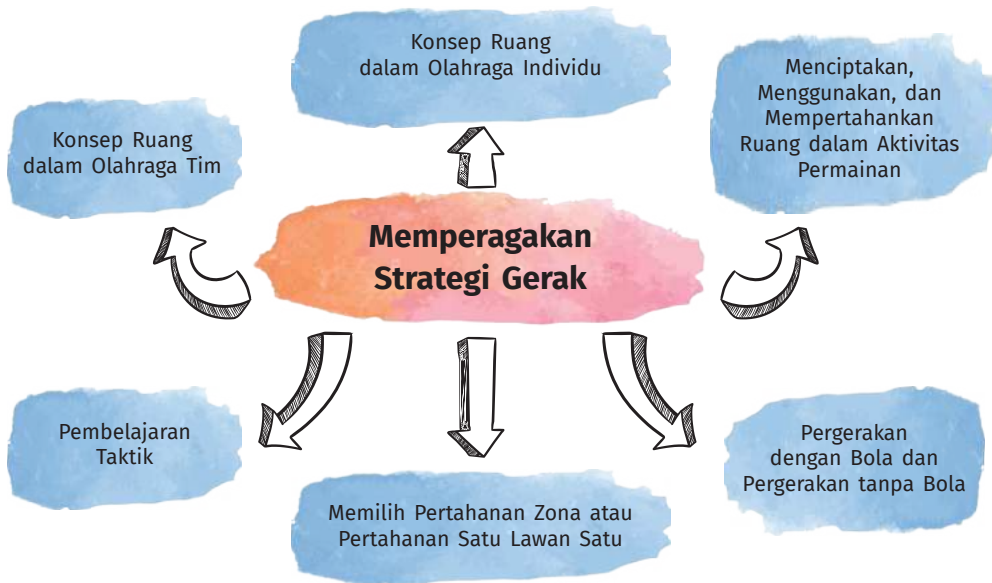 Konsep Ruang
dalam Olahraga Individu
Menciptakan,
Menggunakan, dan
Mempertahankan
Ruang dalam Aktivitas
Permainan
Konsep Ruang
dalam Olahraga Tim
Memperagakan
Strategi Gerak
Pembelajaran
Taktik
Memilih Pertahanan Zona atau
Pertahanan Satu Lawan Satu
Pergerakan
dengan Bola dan
Pergerakan tanpa Bola